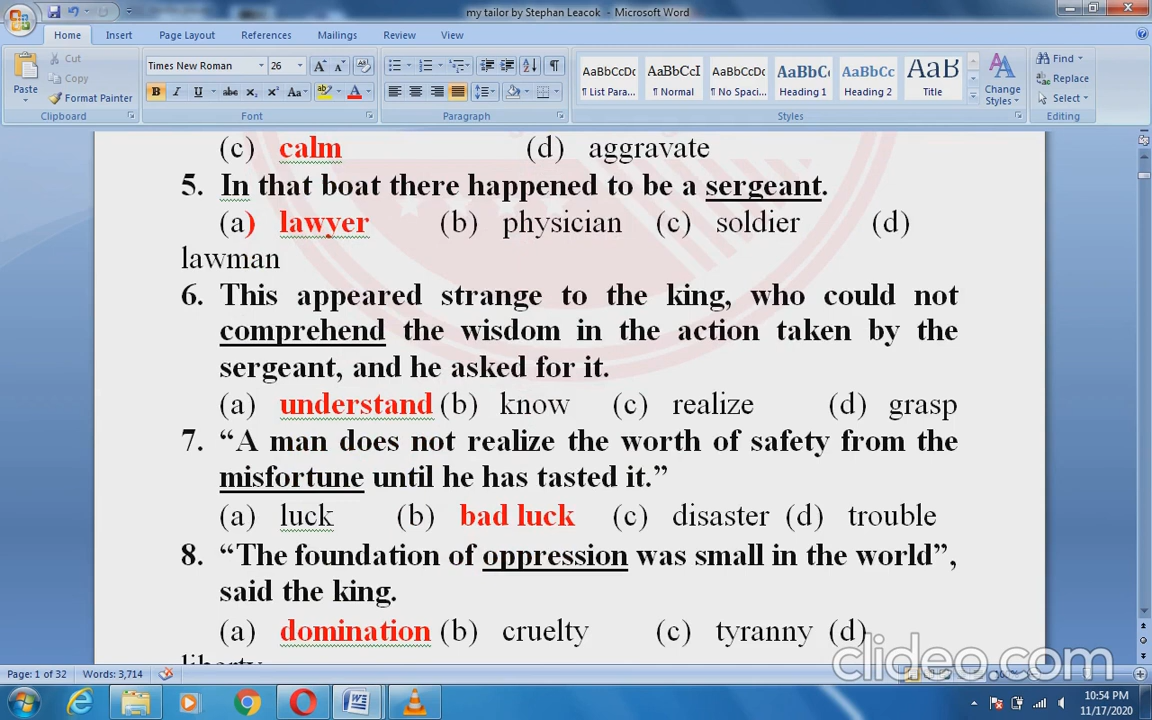 my tailor by Stephan Leacok - Microsoft Word
Home Insert Page Layout References Mailings Review View
Paste
Cut
Copy
Format Painter
Clipboard
Times New Roman 26
Font
Paragraph
AaBbCcDc AaBbCcI AaBbCcDc AaBbCc AaBbCc AaB
¶ List Para... ¶ Normal ¶ No Spaci... Heading 1 Heading 2 Title
Change Styles
Styles
Find
Replace
Select
Editing
(c) calm (d) aggravate
5. In that boat there happened to be a sergeant.
(a) lawyer (b) physician (c) soldier (d)
lawman
6. This appeared strange to the king, who could not
comprehend the wisdom in the action taken by the
sergeant, and he asked for it.
(a) understand (b) know (c) realize (d) grasp
7. “A man does not realize the worth of safety from the
misfortune until he has tasted it.”
(a) luck (b) bad luck (c) disaster (d) trouble
8. “The foundation of oppression was small in the world”,
said the king.
(a) domination (b) cruelty (c) tyranny (d)
liberty
clideo.com
Page: 1 of 32 Words: 3,714
10:54 PM
11/17/2020